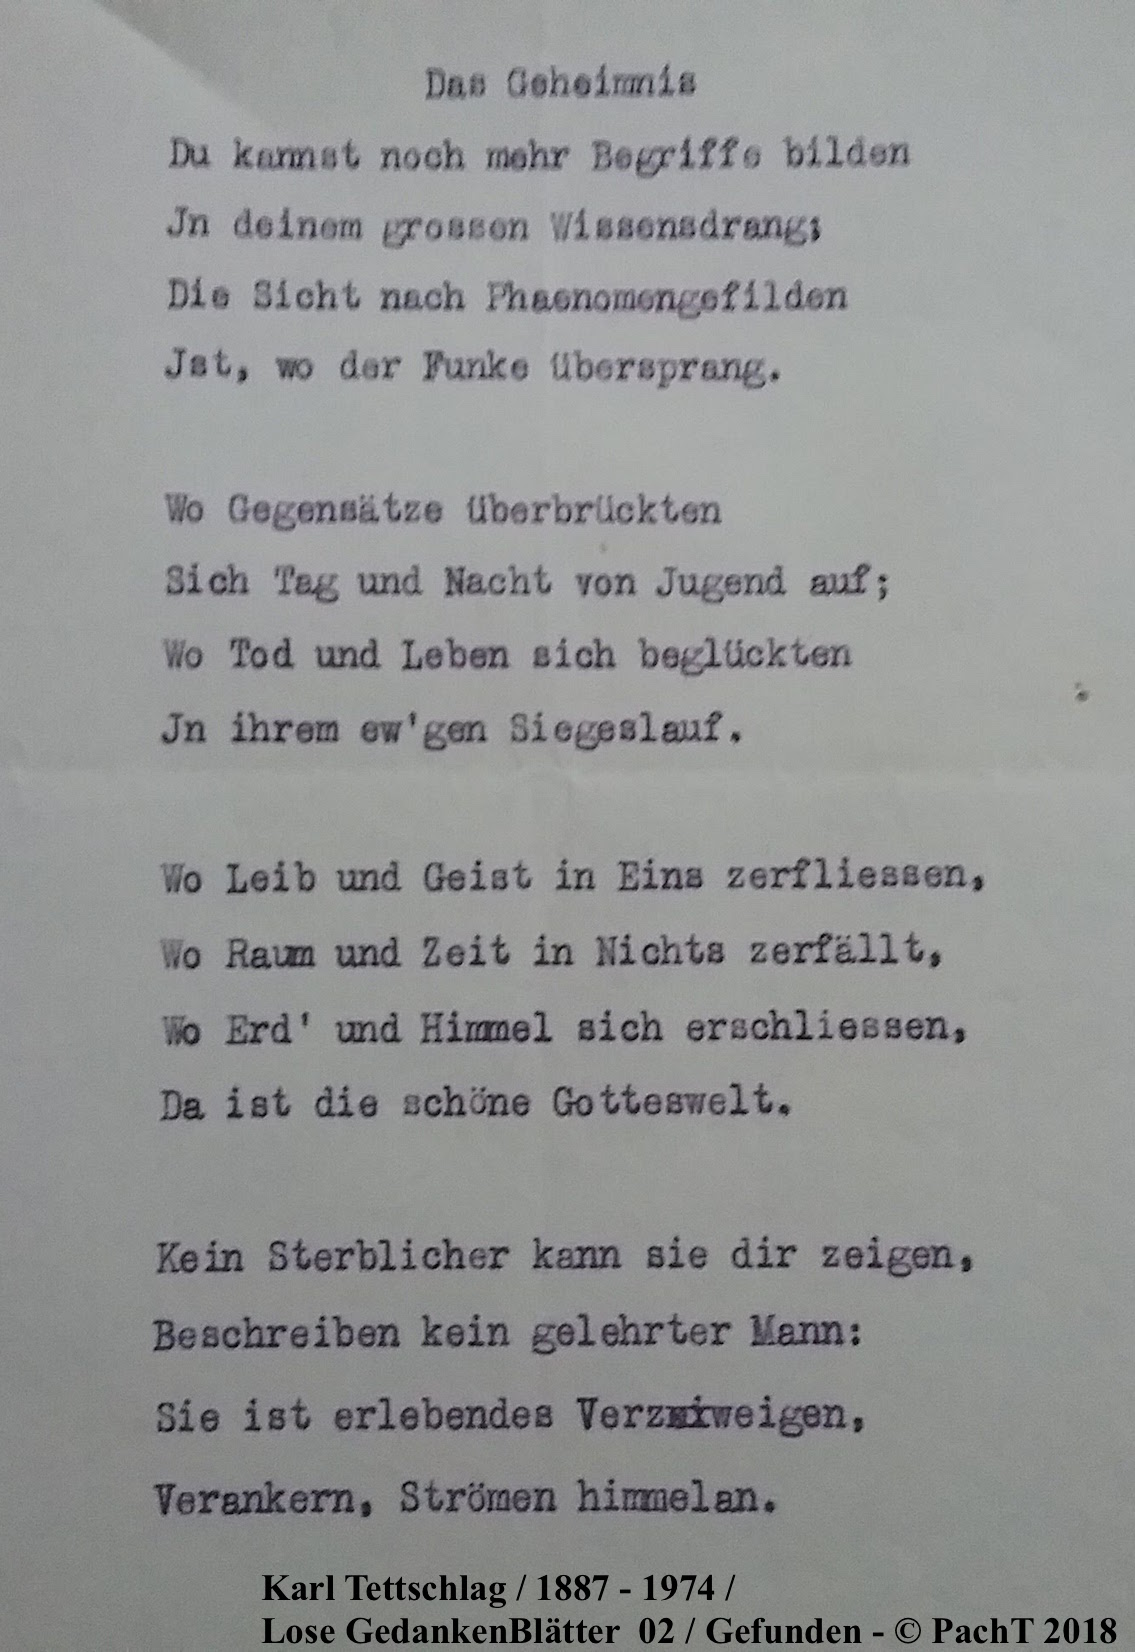 Das Geheimnis
Du kannst noch mehr Begriffe bilden
Jn deinem grossen Wissensdrang;
Die Sicht nach Phaenomengefilden
Jst, wo der Funke übersprang.
Wo Gegensätze überbrückten
Sich Tag und Nacht von Jugend auf;
Wo Tod und Leben sich beglückten
Jn ihrem ew'gen Siegeslauf.
Wo Leib und Geist in Eins zerfliessen,
Wo Raum und Zeit in Nichts zerfällt,
Wo Erd' und Himmel sich erschliessen,
Da ist die schöne Gotteswelt.
Kein Sterblicher kann sie dir zeigen,
Beschreiben kein gelehrter Mann:
Sie ist erlebendes Verzweigen,
Verankern, Strömen himmelan.
Karl Tettschlag / 1887 - 1974 /
Lose GedankenBlätter 02 / Gefunden - © PachT 2018